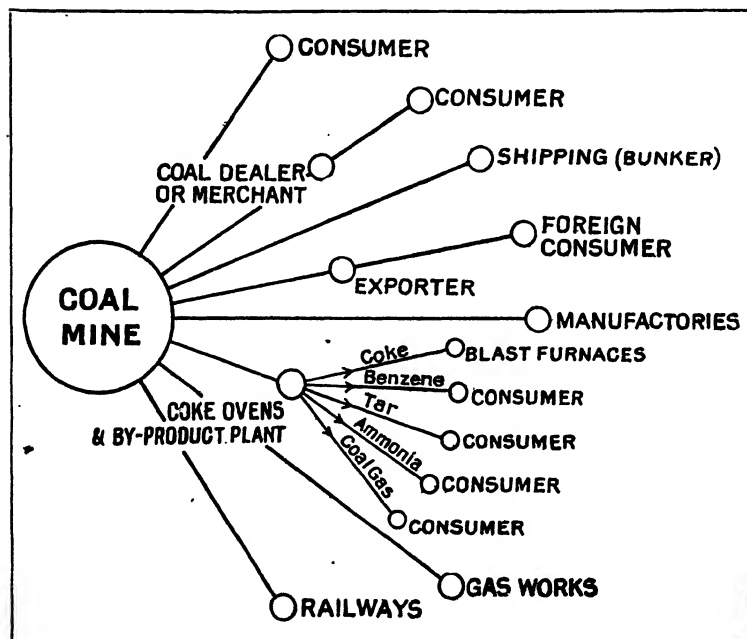 CONSUMER
CONSUMER
COAL DEALER
OR MERCHANT
SHIPPING (BUNKER)
FOREIGN
CONSUMER
EXPORTER
COAL
MINE
MANUFACTORIES
Coke
BLAST FURNACES
Benzene
CONSUMER
Tar
CONSUMER
Ammonia
CONSUMER
Coal Gas
CONSUMER
COKE OVENS
& BY-PRODUCT PLANT
GAS WORKS
RAILWAYS